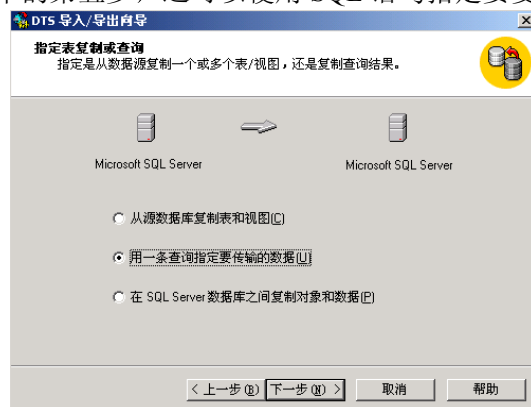 DTS 导入/导出向导
指定表复制或查询
指定是从数据源复制一个或多个表/视图，还是复制查询结果。
Microsoft SQL Server
Microsoft SQL Server
从源数据库复制表和视图(C)
用一条查询指定要传输的数据(U)
在 SQL Server 数据库之间复制对象和数据(P)
< 上一步(B) 下一步(N) > 取消 帮助